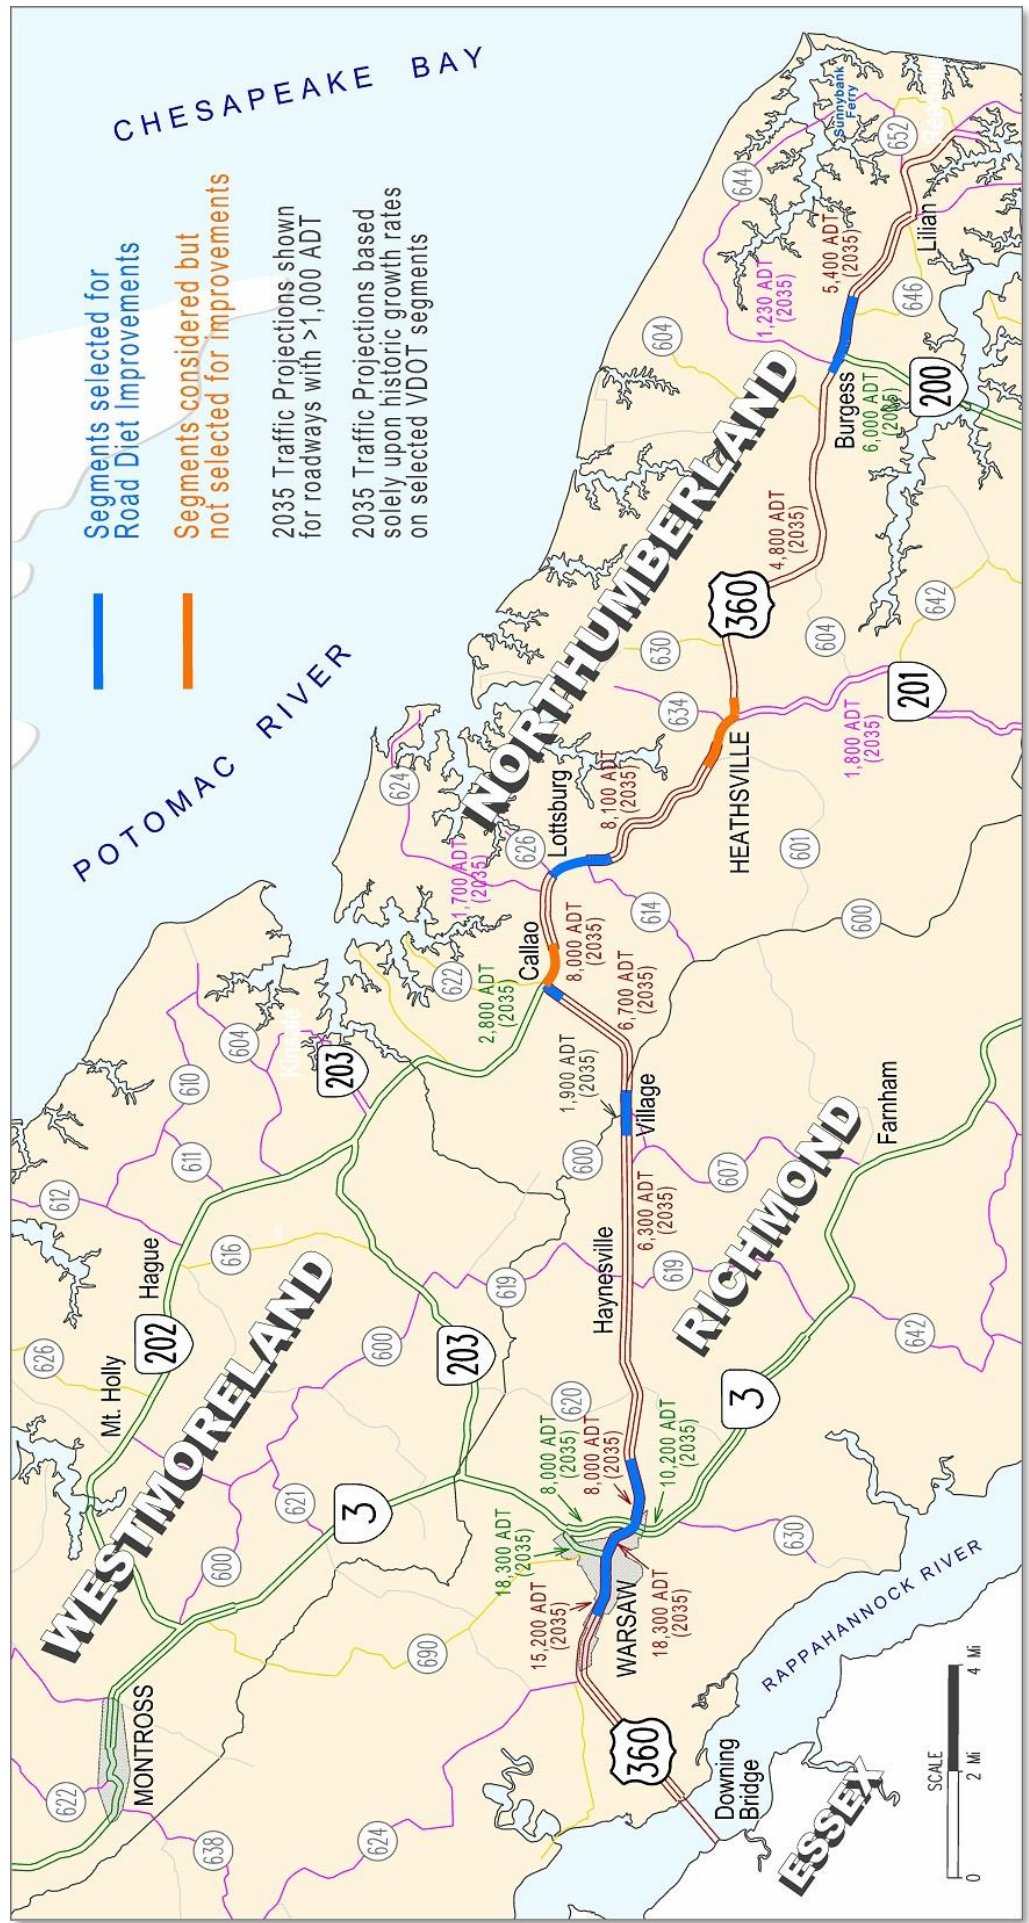 CHESAPEAKE BAY
POTOMAC RIVER
Segments selected for
Road Diet Improvements
Segments considered but
not selected for improvements
2035 Traffic Projections shown
for roadways with >1,000 ADT
2035 Traffic Projections based
solely upon historic growth rates
on selected VDOT segments
622
MONTROSS
638
624
WESTMORELAND
626
Mt. Holly
202
Hague
612
616
611
610
604
Kinsale
203
600
621
600
3
690
203
619
2,800 ADT
(2035)
622
1,700 ADT
(2035)
624
626
Lottsburg
NORTHUMBERLAND
Callao
8,000 ADT
(2035)
8,100 ADT
(2035)
614
634
630
HEATHSVILLE
360
604
1,230 ADT
(2035)
644
Sunnybank
Ferry
652
Reedville
5,400 ADT
(2035)
Lilian
646
Burgess
6,000 ADT
(2035)
200
4,800 ADT
(2035)
604
642
201
1,800 ADT
(2035)
601
600
6,700 ADT
(2035)
1,900 ADT
(2035)
600
Village
607
6,300 ADT
(2035)
Haynesville
619
RICHMOND
Farnham
642
3
620
8,000 ADT
(2035)
8,000 ADT
(2035)
10,200 ADT
(2035)
18,300 ADT
(2035)
15,200 ADT
(2035)
WARSAW
18,300 ADT
(2035)
630
360
Downing
Bridge
RAPPAHANNOCK RIVER
ESSEX
SCALE
0 2 Mi 4 Mi